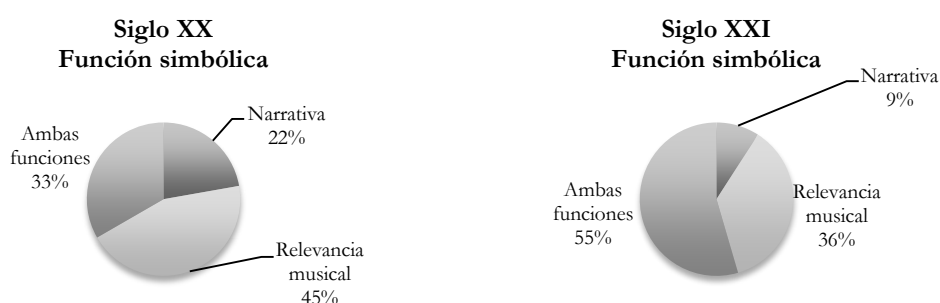 Siglo XX
Función simbólica
Narrativa
22%
Ambas
funciones
33%
Relevancia
musical
45%
Siglo XXI
Función simbólica
Narrativa
9%
Ambas
funciones
55%
Relevancia
musical
36%